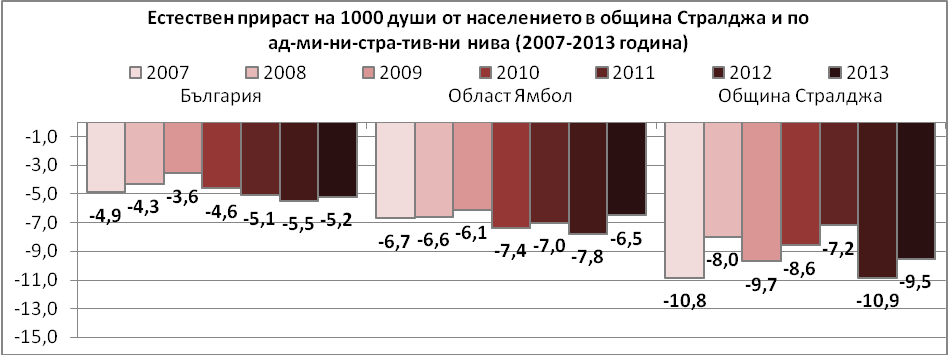 Естествен прираст на 1000 души от населението в община Стралджа и по
ад-ми-ни-стра-тив-ни нива (2007-2013 година)
2007 2008 2009 2010 2011 2012 2013
България Област Ямбол Община Стралджа
-1,0
-3,0
-5,0
-7,0
-9,0
-11,0
-13,0
-15,0
-4,9 -4,3 -3,6 -4,6 -5,1 -5,5 -5,2
-6,7 -6,6 -6,1 -7,4 -7,0 -7,8 -6,5
-10,8 -8,0 -9,7 -8,6 -7,2 -10,9 -9,5